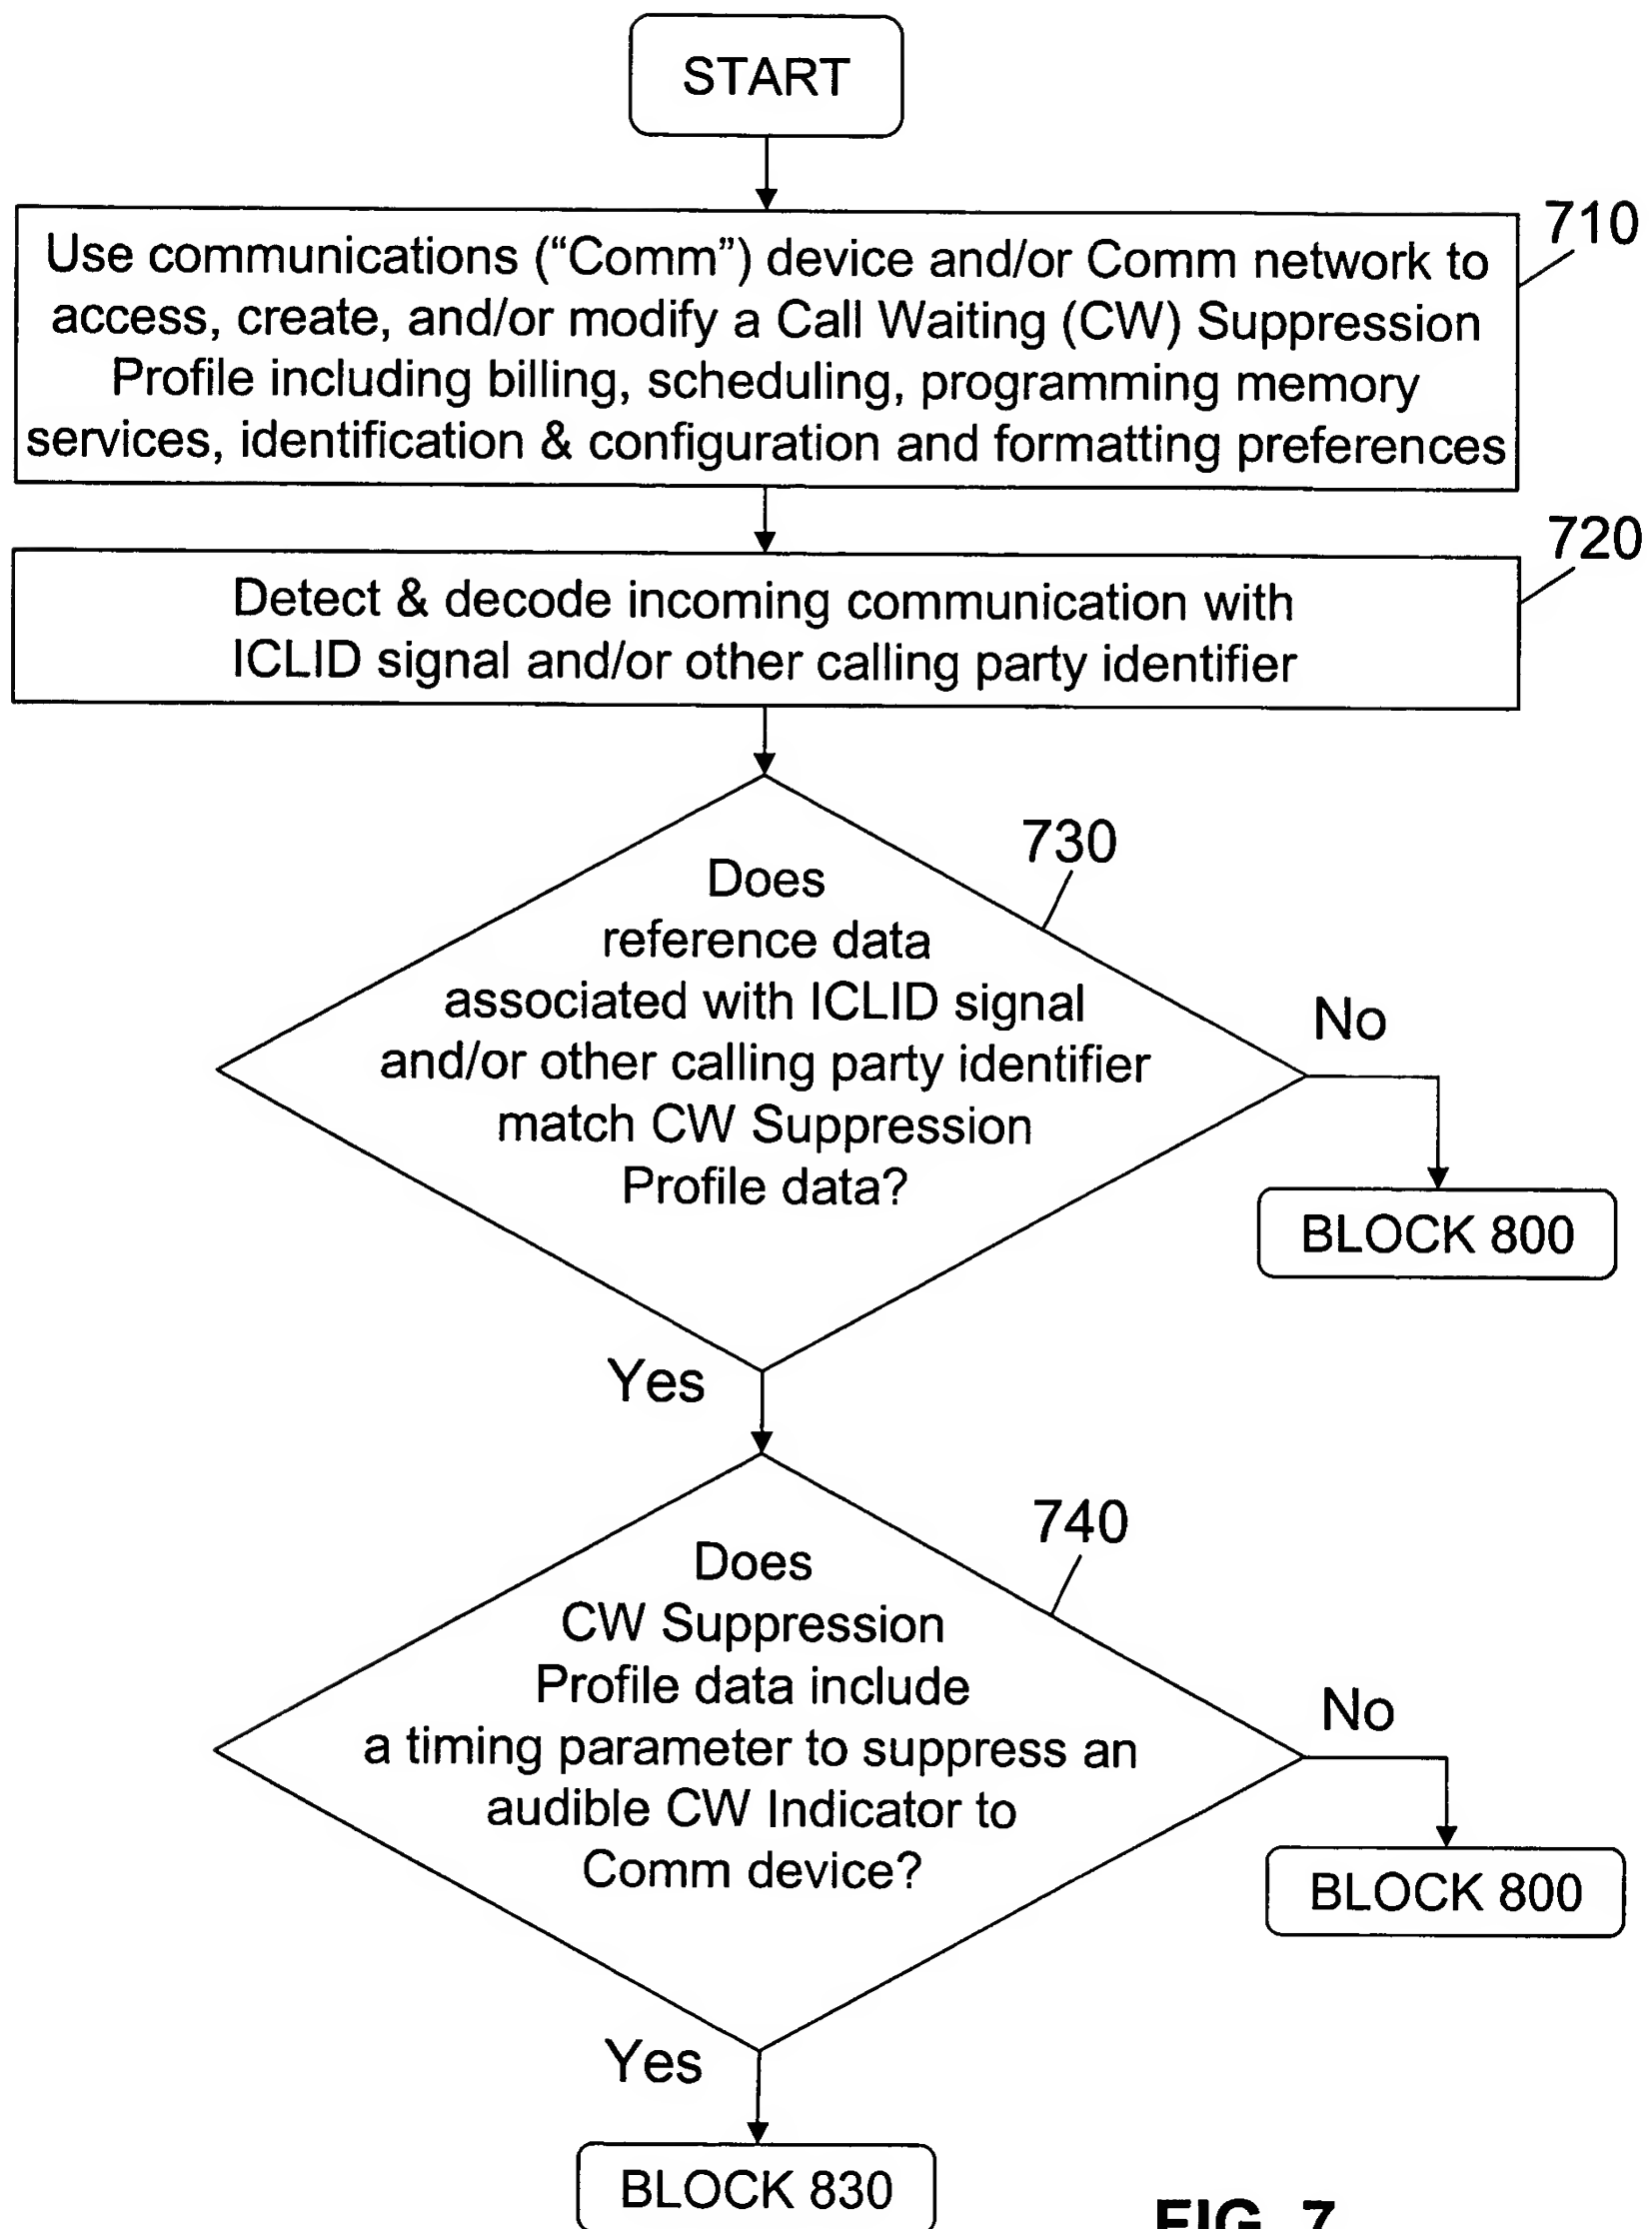 START
710
Use communications (“Comm”) device and/or Comm network to
access, create, and/or modify a Call Waiting (CW) Suppression
Profile including billing, scheduling, programming memory
services, identification & configuration and formatting preferences
720
Detect & decode incoming communication with
ICLID signal and/or other calling party identifier
730
Does
reference data
associated with ICLID signal
and/or other calling party identifier
match CW Suppression
Profile data?
No
BLOCK 800
Yes
740
Does
CW Suppression
Profile data include
a timing parameter to suppress an
audible CW Indicator to
Comm device?
No
BLOCK 800
Yes
BLOCK 830
FIG. 7